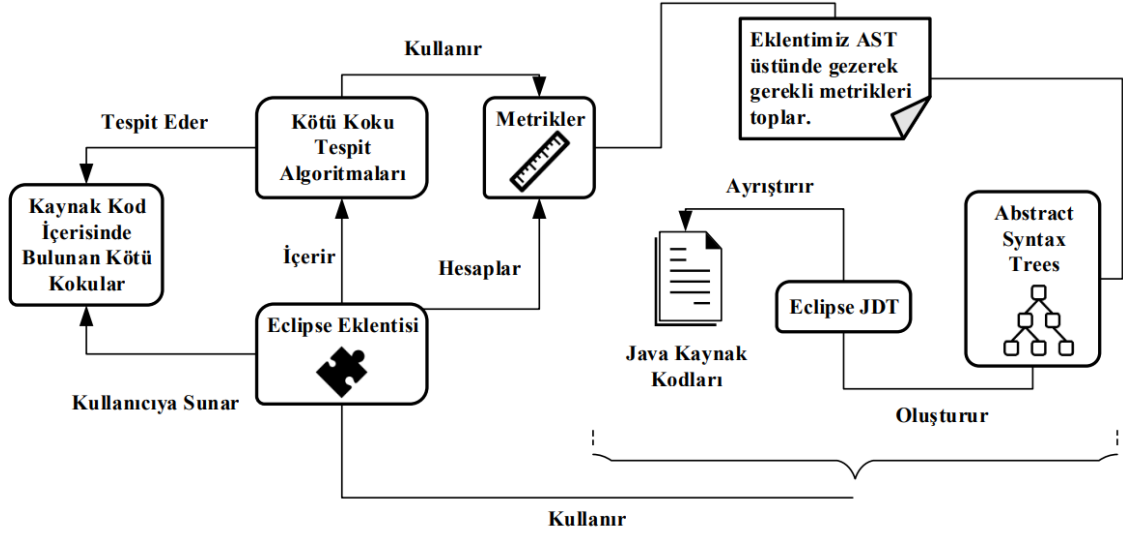 Kullanır
Eklentimiz AST
üstünde gezerek
gerekli metrikleri
toplar.
Tespit Eder
Kötü Koku
Tespit
Algoritmaları
Metrikler
Ayrıştırır
Kaynak Kod
İçerisinde
Bulunan Kötü
Kokular
İçerir
Hesaplar
Abstract
Syntax
Trees
Eclipse Eklentisi
Eclipse JDT
Java Kaynak
Kodları
Kullanıcıya Sunar
Oluşturur
Kullanır